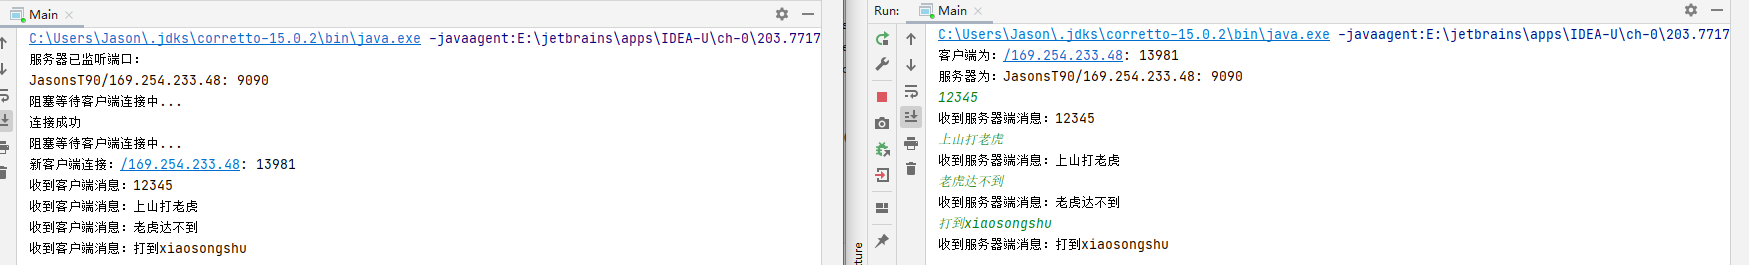 Main
C:\Users\Jason\.jdks\corretto-15.0.2\bin\java.exe -javaagent:E:\jetbrains\apps\IDEA-U\ch-0\203.7717
服务器已监听端口:
JasonsT90/169.254.233.48: 9090
阻塞等待客户端连接中...
连接成功
阻塞等待客户端连接中...
新客户端连接: /169.254.233.48: 13981
收到客户端消息: 12345
收到客户端消息: 上山打老虎
收到客户端消息: 老虎达不到
收到客户端消息: 打到xiaosongshu
Run: Main
C:\Users\Jason\.jdks\corretto-15.0.2\bin\java.exe -javaagent:E:\jetbrains\apps\IDEA-U\ch-0\203.7717
客户端为: /169.254.233.48: 13981
服务器为: JasonsT90/169.254.233.48: 9090
12345
收到服务器端消息: 12345
上山打老虎
收到服务器端消息: 上山打老虎
老虎达不到
收到服务器端消息: 老虎达不到
打到xiaosongshu
收到服务器端消息: 打到xiaosongshu